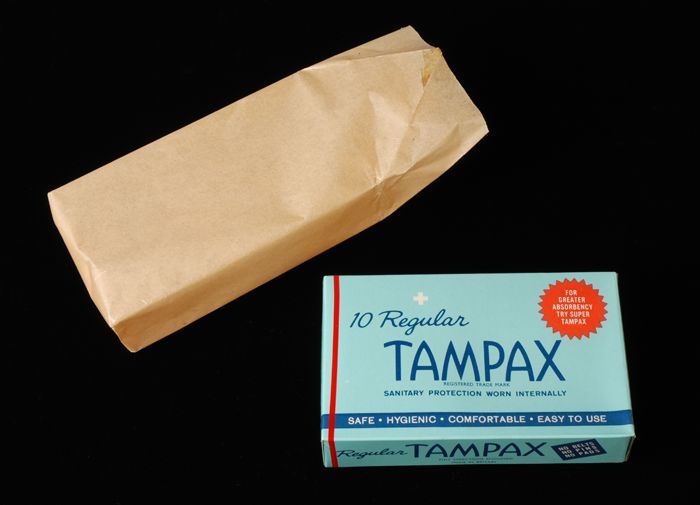 FOR
GREATER
ABSORBENCY
TRY SUPER
TAMPAX
10 Regular
TAMPAX
REGISTERED TRADE MARK
SANITARY PROTECTION WORN INTERNALLY
SAFE • HYGIENIC • COMFORTABLE • EASY TO USE
Regular TAMPAX
NO BELTS
NO PINS
NO PADS